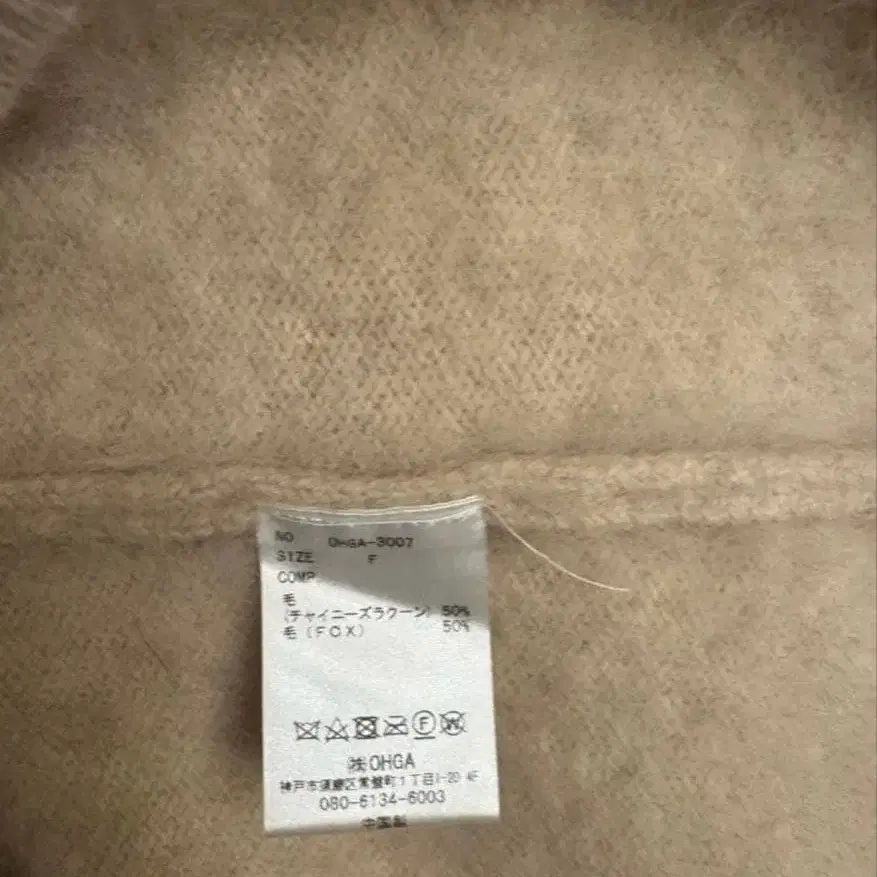 NO OHGA-3007
SIZE F
COMP
毛
(チャイニーズラクーン) 50%
毛(FOX) 50%
F W
㈱OHGA
神戸市須磨区常盤町1丁目1-20 4F
080-6134-6003
中国製